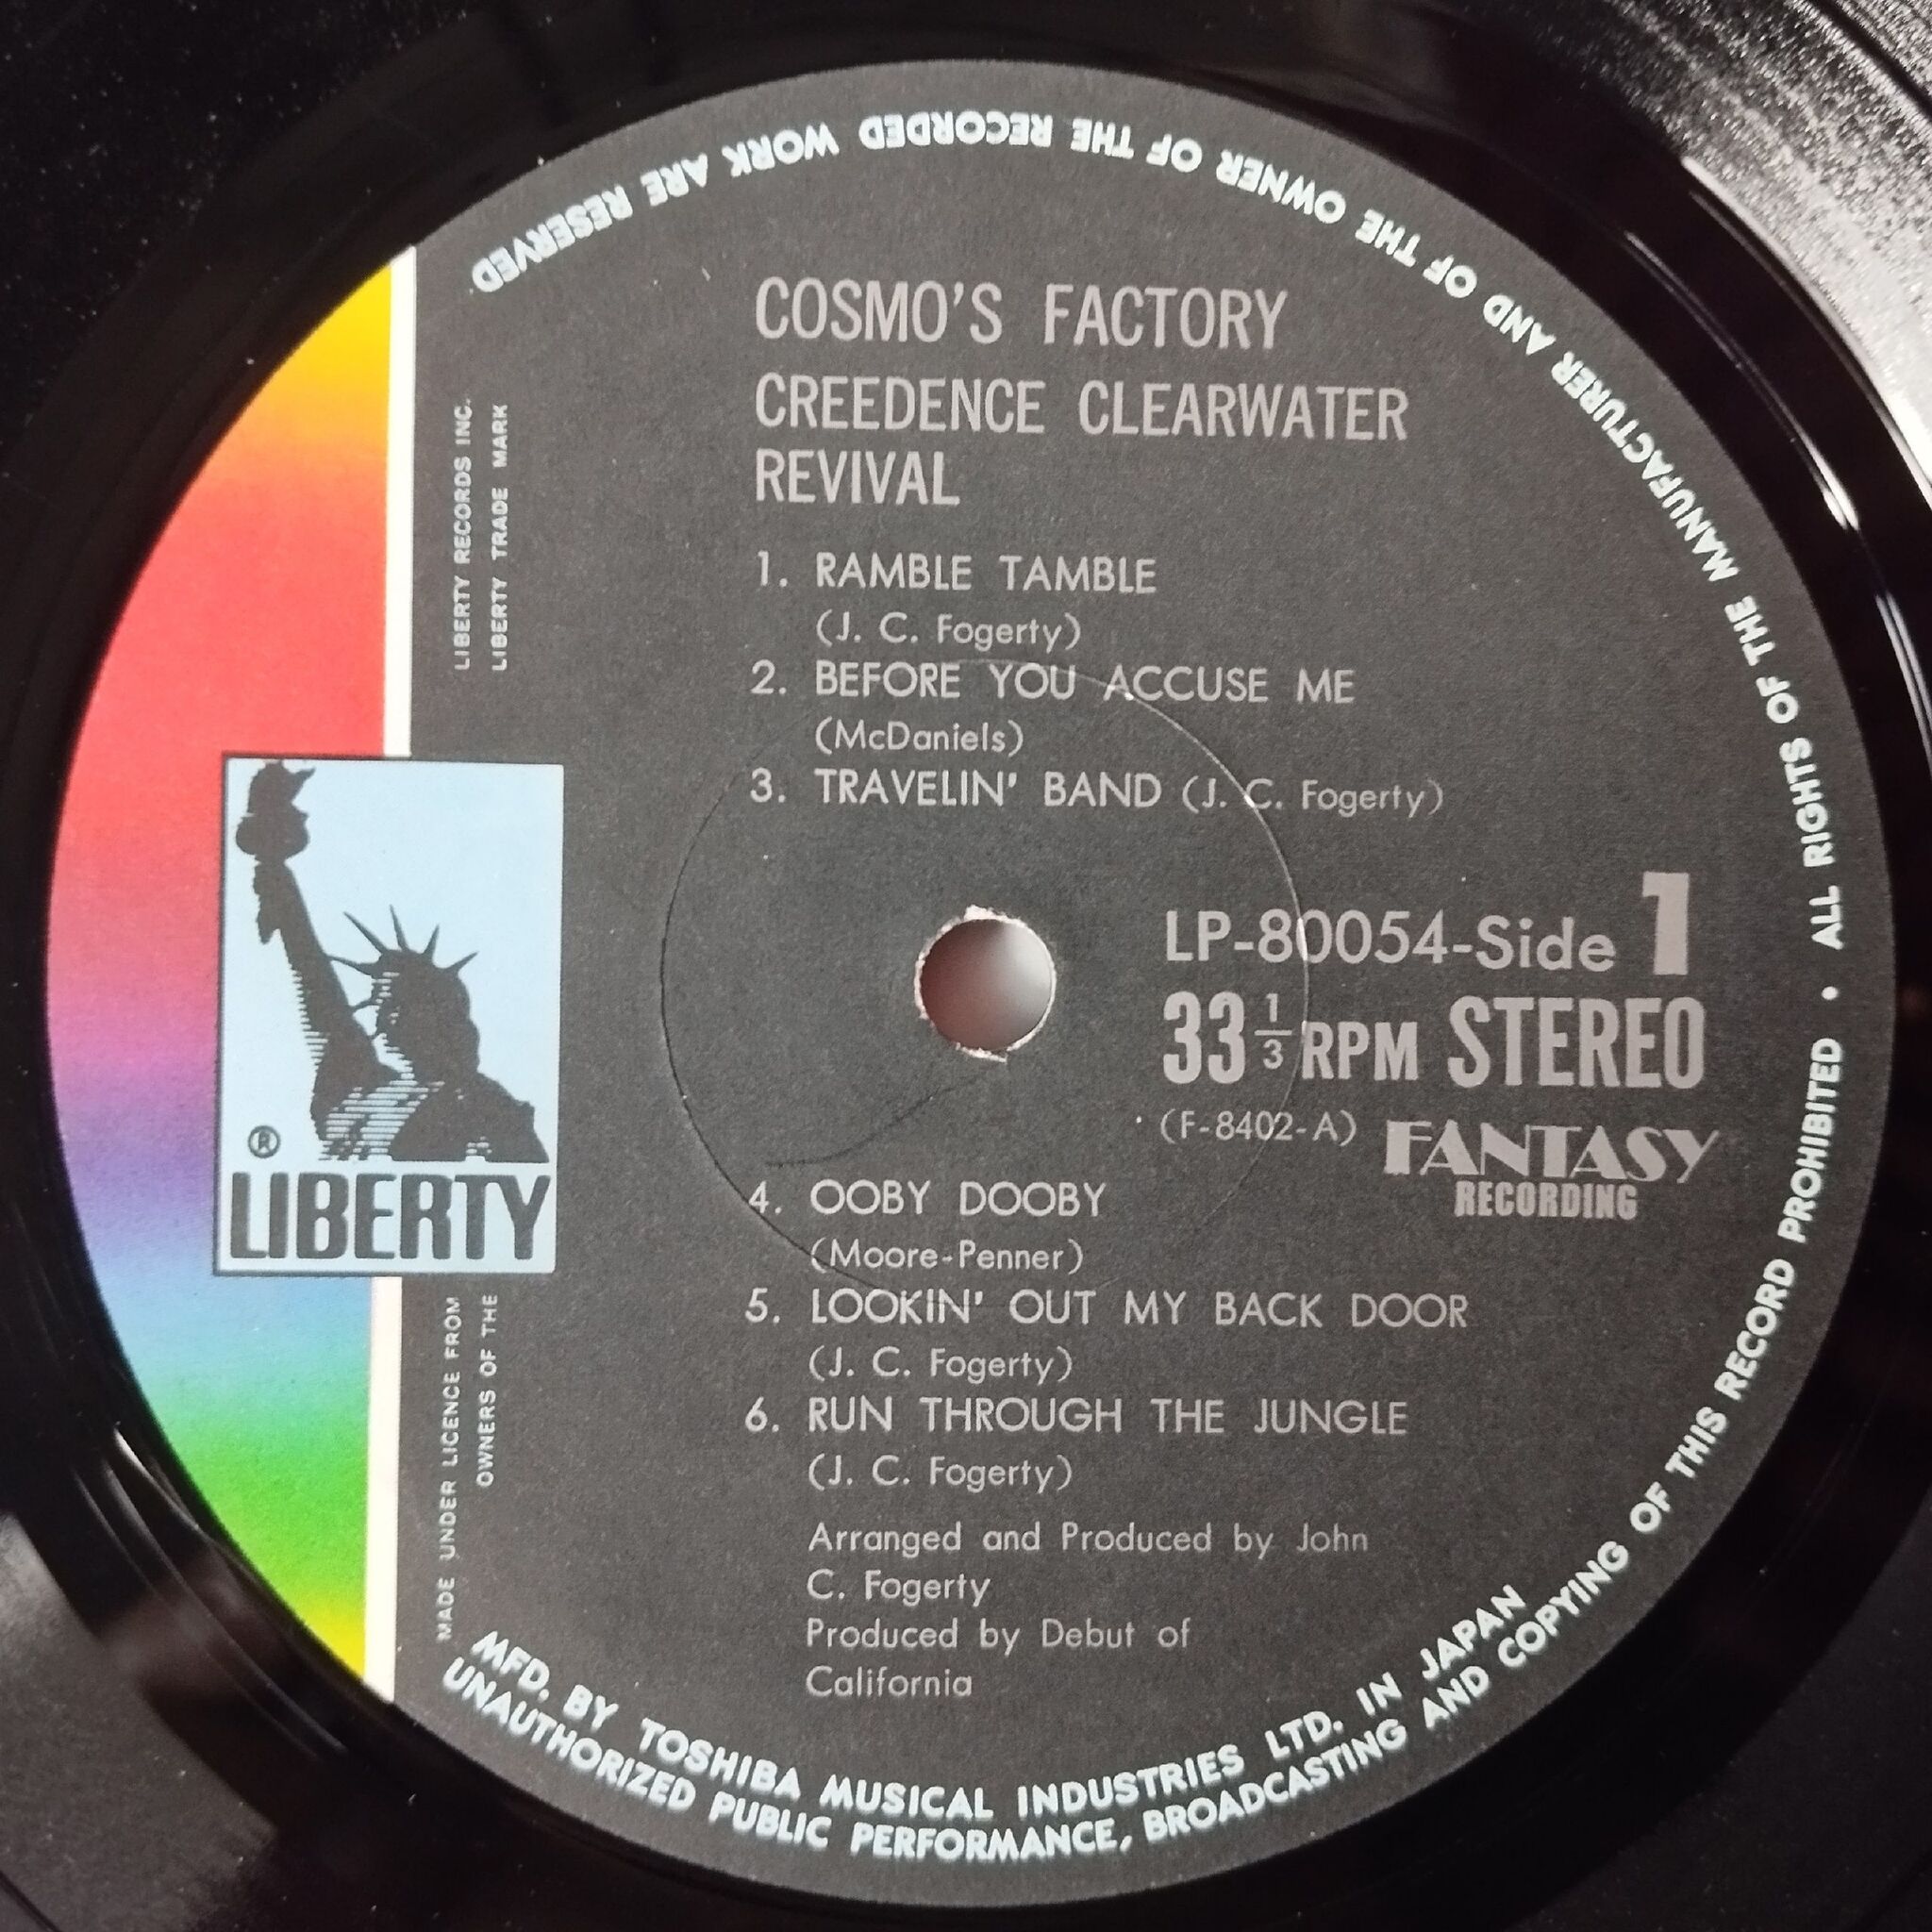 COSMO'S FACTORY
CREEDENCE CLEARWATER
REVIVAL
1. RAMBLE TAMBLE
(J. C. Fogerty)
2. BEFORE YOU ACCUSE ME
(McDaniels)
3. TRAVELIN' BAND (J. C. Fogerty)
LP-80054-Side 1
33 1/3 RPM STEREO
(F-8402-A) FANTASY
RECORDING
4. OOBY DOOBY
(Moore-Penner)
5. LOOKIN' OUT MY BACK DOOR
(J. C. Fogerty)
6. RUN THROUGH THE JUNGLE
(J. C. Fogerty)
Arranged and Produced by John
C. Fogerty
Produced by Debut of
California
LIBERTY RECORDS INC.
LIBERTY TRADE MARK
®
LIBERTY
MADE UNDER LICENCE FROM
OWNERS OF THE
MFD. BY TOSHIBA MUSICAL INDUSTRIES LTD. IN JAPAN
UNAUTHORIZED PUBLIC PERFORMANCE, BROADCASTING AND COPYING OF THIS RECORD PROHIBITED • ALL RIGHTS OF THE MANUFACTURER AND OF THE OWNER OF THE RECORDED WORK ARE RESERVED